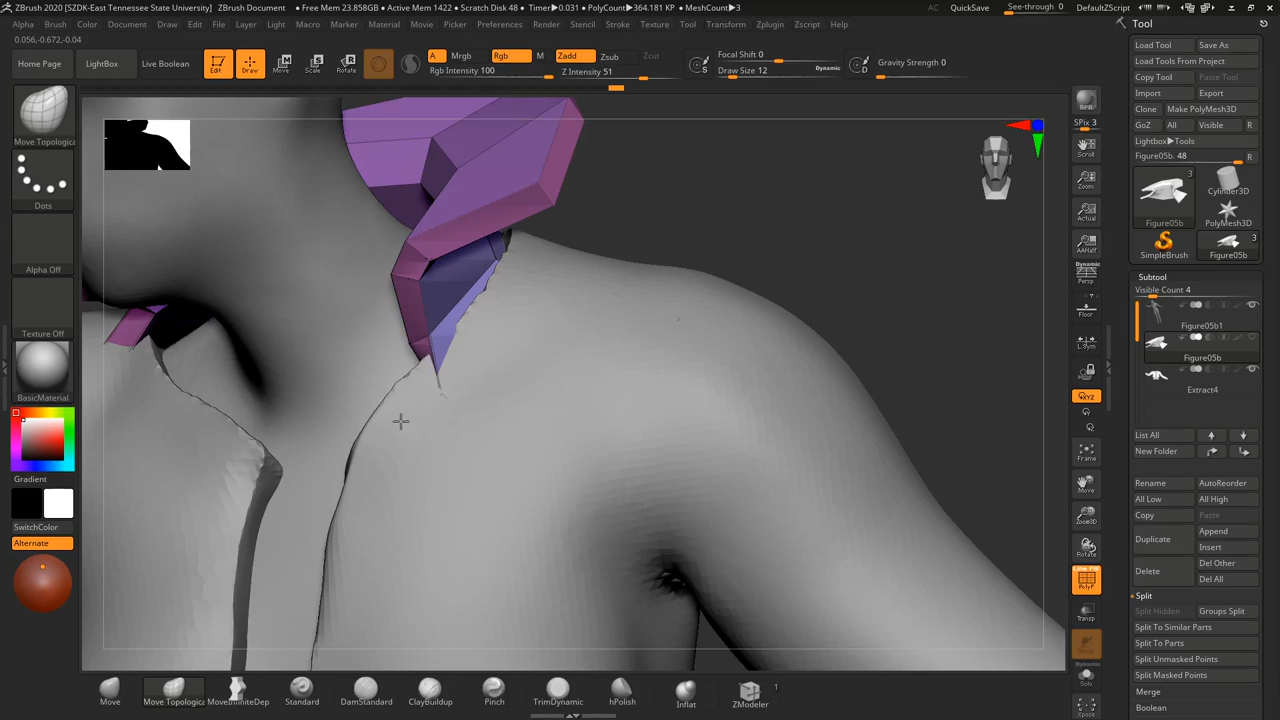 ZBrush 2020 (SZDK-East Tennessee State University) ZBrush Document • Free Mem 23.858GB • Active Mem 1422 • Scratch Disk 48 • Timer▶0.031 • PolyCount▶364.181 KP • MeshCount▶3 AC QuickSave See-through 0 Menus DefaultZScript
Alpha Brush Color Document Draw Edit File Layer Light Macro Marker Material Movie Picker Preferences Render Stencil Stroke Texture Tool Transform Zplugin Zscript Help
0.056,-0.672,-0.04
Home Page LightBox Live Boolean Edit Draw Move Scale Rotate
A Mrgb Rgb M Zadd Zsub Zcut
Rgb Intensity 100 Z Intensity 51
Focal Shift 0
Draw Size 12 Dynamic
Gravity Strength 0
S D
Move Topologica
Dots
Alpha Off
Texture Off
BasicMaterial
Gradient
SwitchColor
Alternate
BPR
SPix 3
Scroll
Zoom
Actual
AAHalf
Dynamic
Persp
Floor
L.Sym
XYZ
Frame
Move
Zoom3D
Rotate
Line Fill
PolyF
Transp
Dynamic
Solo
Xpose
Tool
Load Tool Save As
Load Tools From Project
Copy Tool Paste Tool
Import Export
Clone Make PolyMesh3D
GoZ All Visible R
Lightbox▶Tools
Figure05b. 48 R
3
Figure05b
Cylinder3D
PolyMesh3D
SimpleBrush
3
Figure05b
Subtool
Visible Count 4
Figure05b1
Figure05b
Extract4
List All
New Folder
Rename AutoReorder
All Low All High
Copy Paste
Duplicate Append
Insert
Delete Del Other
Del All
Split
Split Hidden Groups Split
Split To Similar Parts
Split To Parts
Split Unmasked Points
Split Masked Points
Merge
Boolean
Move Move Topologica MoveInfiniteDep Standard DamStandard ClayBuildup Pinch TrimDynamic hPolish Inflat ZModeler
1